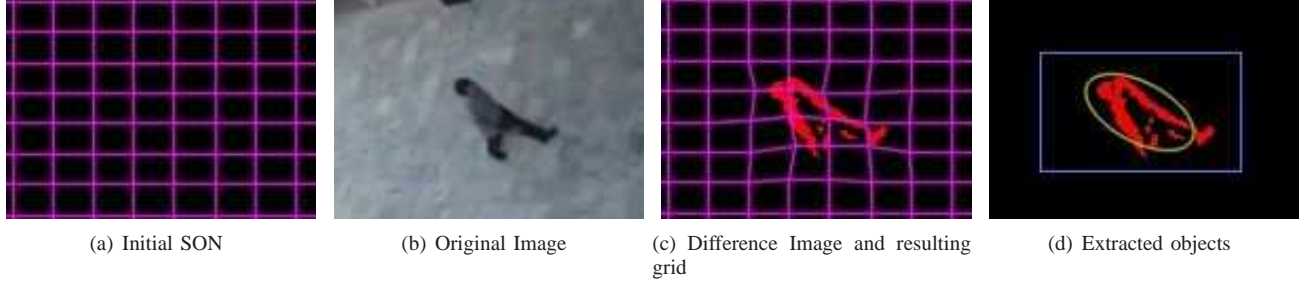 (a) Initial SON
(b) Original Image
(c) Difference Image and resulting
grid
(d) Extracted objects